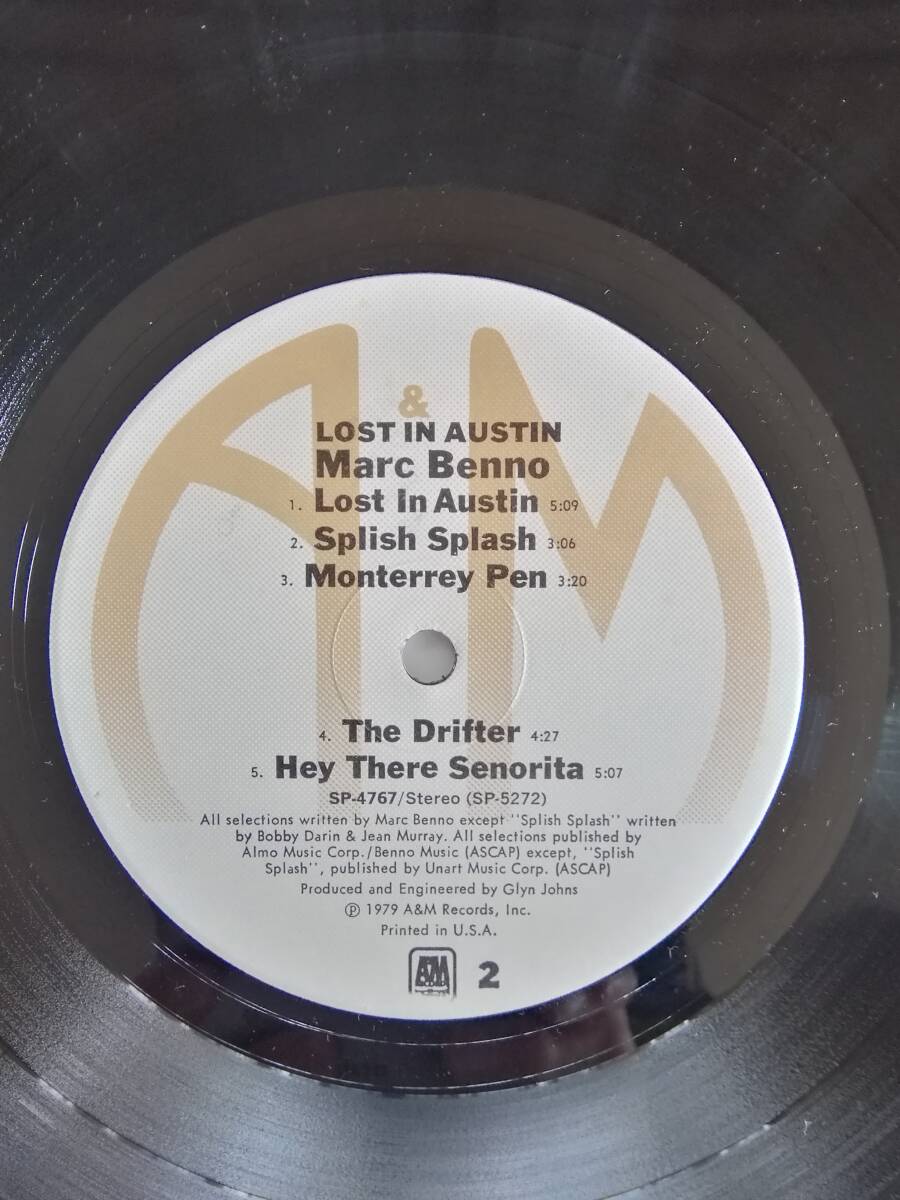 A&M
LOST IN AUSTIN
Marc Benno
1. Lost In Austin 5:09
2. Splish Splash 3:06
3. Monterrey Pen 3:20
4. The Drifter 4:27
5. Hey There Senorita 5:07
SP-4767/Stereo (SP-5272)
All selections written by Marc Benno except "Splish Splash" written
by Bobby Darin & Jean Murray. All selections published by
Almo Music Corp./Benno Music (ASCAP) except, "Splish
Splash", published by Unart Music Corp. (ASCAP)
Produced and Engineered by Glyn Johns
℗ 1979 A&M Records, Inc.
Printed in U.S.A.
A&M 2